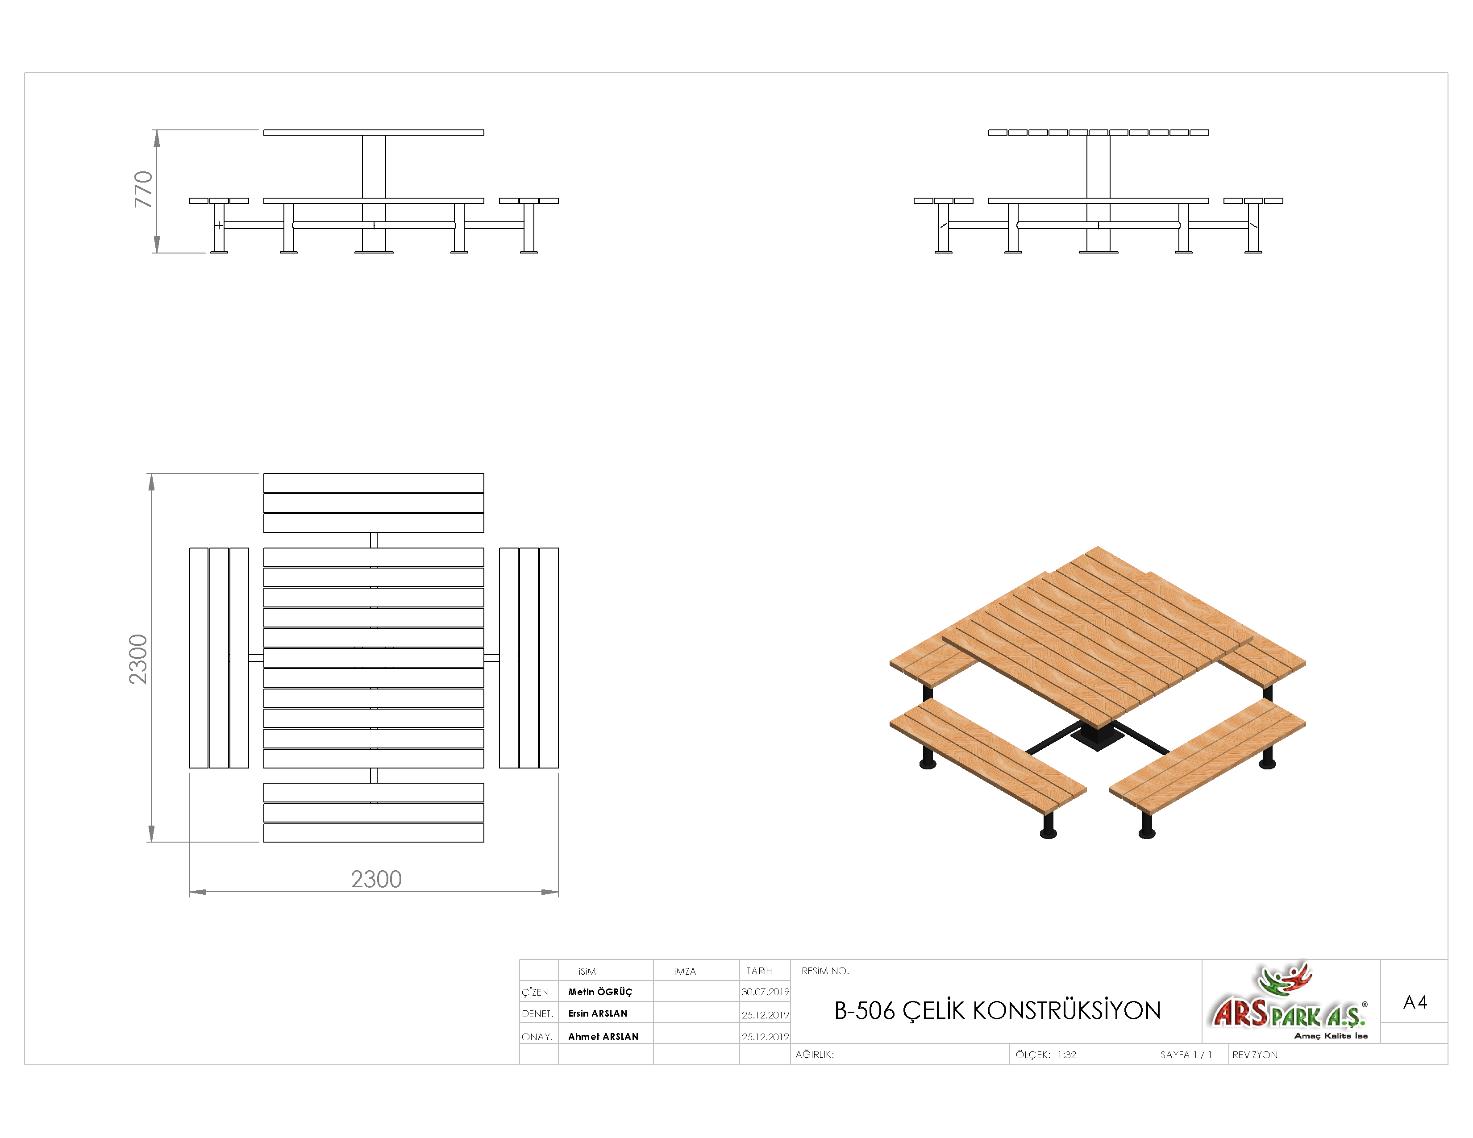 770
2300
2300
İSİM İMZA TARİH RESİM NO.
ÇİZEN. Metin ÖGRÜÇ 30.07.2019
DENET. Ersin ARSLAN 25.12.2019
ONAY. Ahmet ARSLAN 25.12.2019
B-506 ÇELİK KONSTRÜKSİYON
AĞIRLIK: ÖLÇEK: 1:32 SAYFA 1 / 1 REVİZYON
ARSPARK A.Ş.®
Amaç Kalite İse
A4